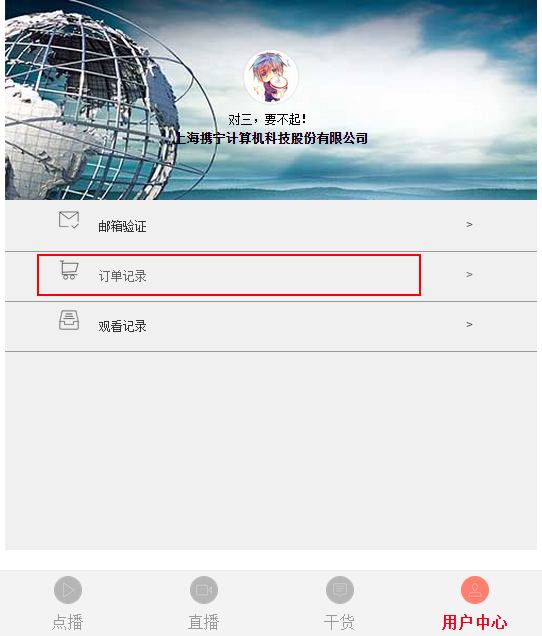 对三，要不起！
上海携宁计算机科技股份有限公司
邮箱验证 >
订单记录 >
观看记录 >
点播 直播 干货 用户中心